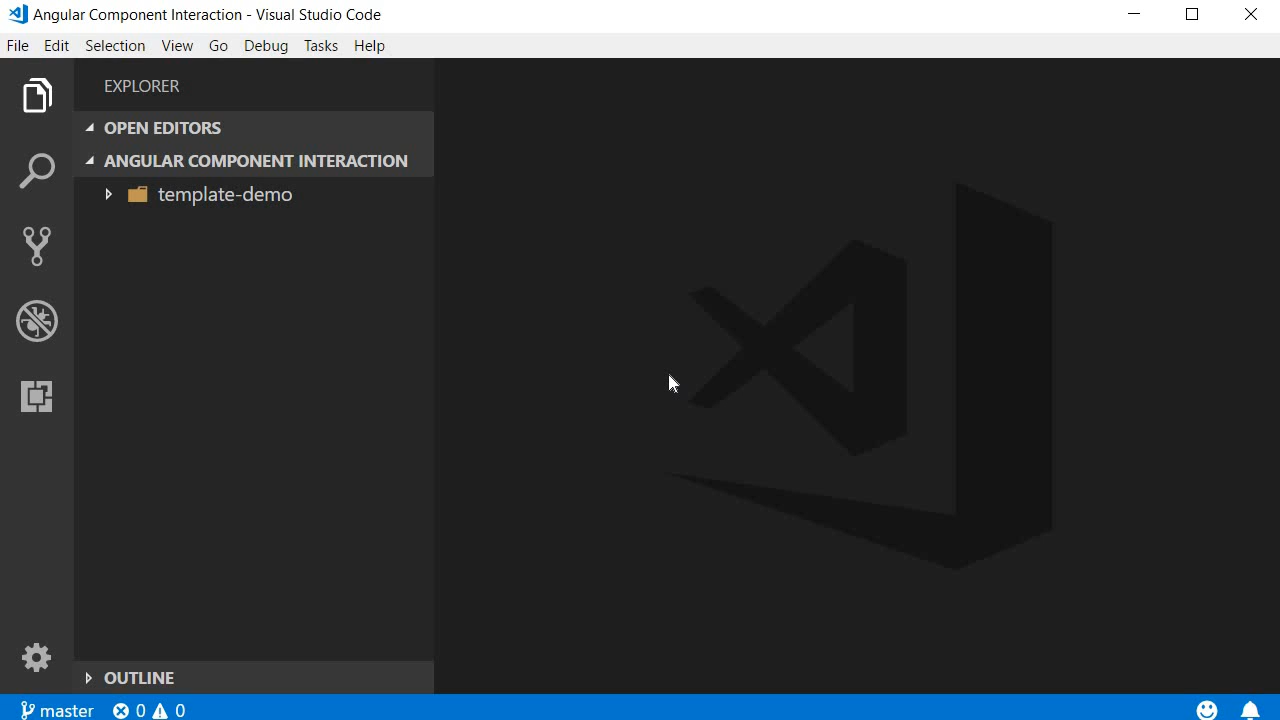 Angular Component Interaction - Visual Studio Code
File Edit Selection View Go Debug Tasks Help
EXPLORER
OPEN EDITORS
ANGULAR COMPONENT INTERACTION
template-demo
OUTLINE
master 0 0